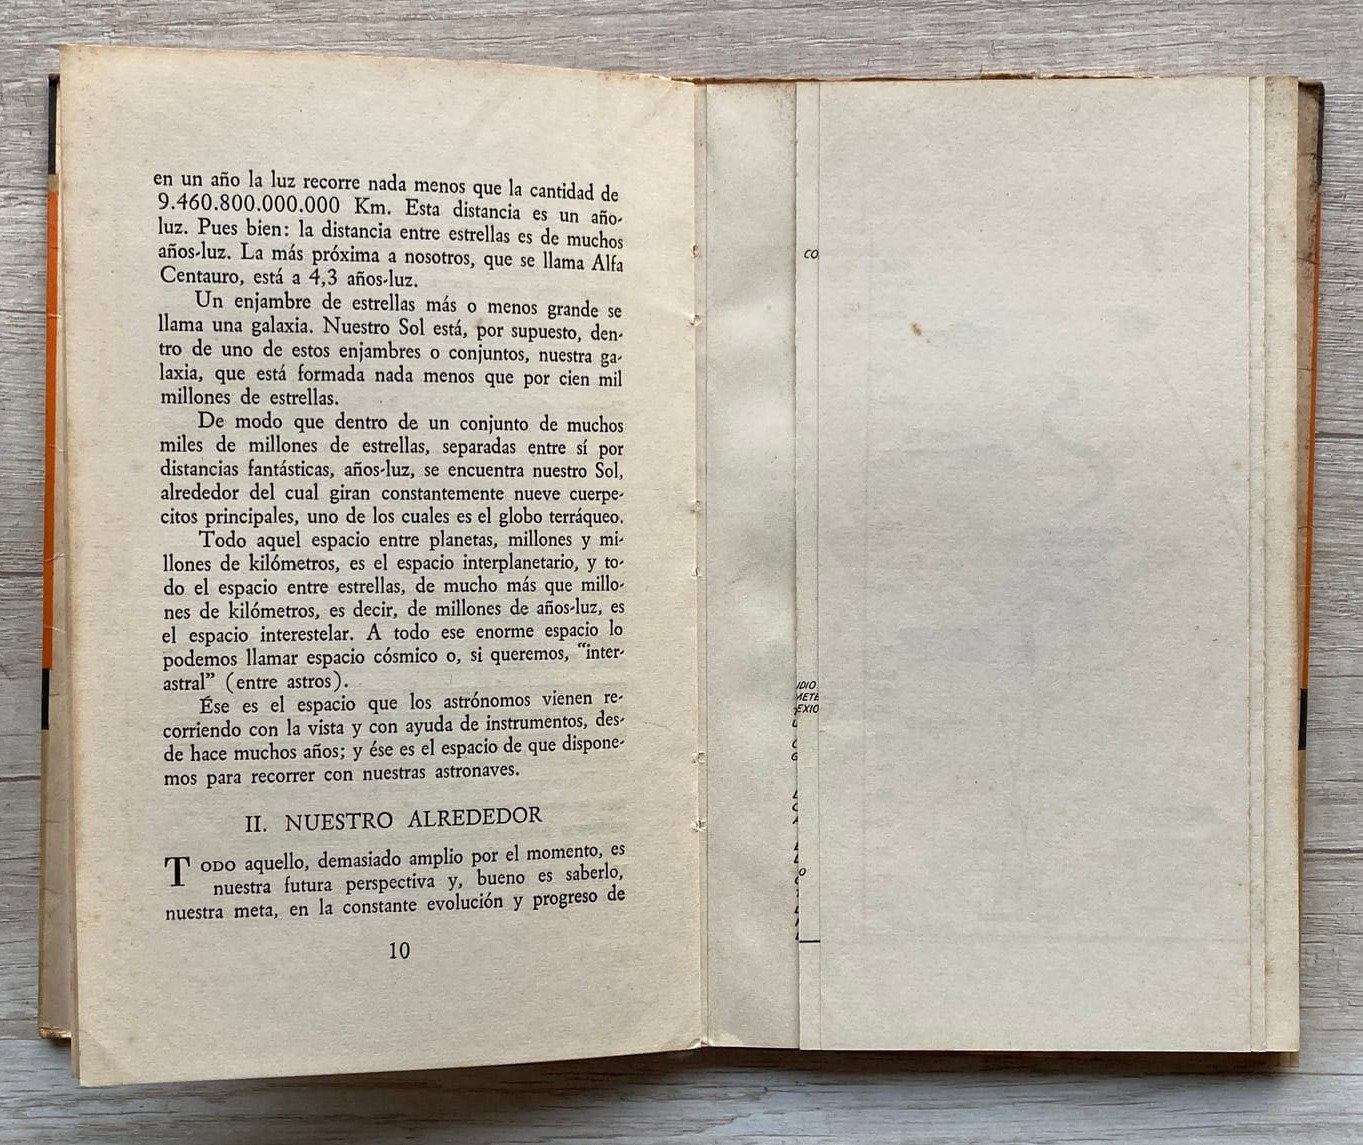 en un año la luz recorre nada menos que la cantidad de
9.460.800.000.000 Km. Esta distancia es un año-
luz. Pues bien: la distancia entre estrellas es de muchos
años-luz. La más próxima a nosotros, que se llama Alfa
Centauro, está a 4,3 años-luz.
Un enjambre de estrellas más o menos grande se
llama una galaxia. Nuestro Sol está, por supuesto, den-
tro de uno de estos enjambres o conjuntos, nuestra ga-
laxia, que está formada nada menos que por cien mil
millones de estrellas.
De modo que dentro de un conjunto de muchos
miles de millones de estrellas, separadas entre sí por
distancias fantásticas, años-luz, se encuentra nuestro Sol,
alrededor del cual giran constantemente nueve cuerpe-
citos principales, uno de los cuales es el globo terráqueo.
Todo aquel espacio entre planetas, millones y mi-
llones de kilómetros, es el espacio interplanetario, y to-
do el espacio entre estrellas, de mucho más que millo-
nes de kilómetros, es decir, de millones de años-luz, es
el espacio interestelar. A todo ese enorme espacio lo
podemos llamar espacio cósmico o, si queremos, "inter-
astral" (entre astros).
Ése es el espacio que los astrónomos vienen re-
corriendo con la vista y con ayuda de instrumentos, des-
de hace muchos años; y ése es el espacio de que dispone-
mos para recorrer con nuestras astronaves.
II. NUESTRO ALREDEDOR
TODO aquello, demasiado amplio por el momento, es
nuestra futura perspectiva y, bueno es saberlo,
nuestra meta, en la constante evolución y progreso de
10
CO
IDIO
METE
EXIO